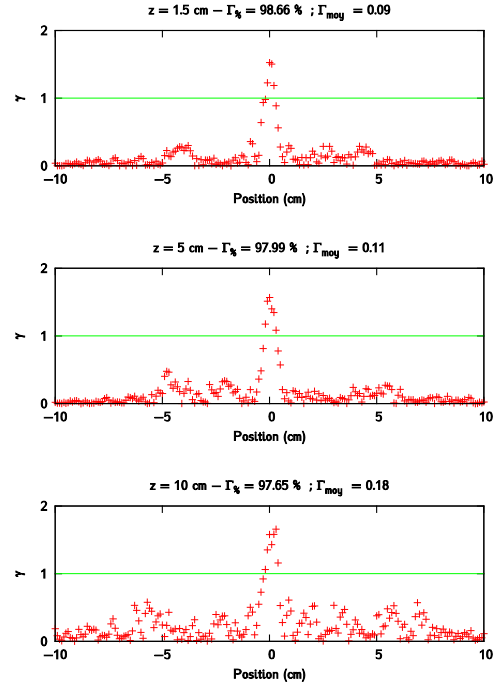 z = 1.5 cm − Γ% = 98.66 % ; Γmoy = 0.09
2
1
0
γ
−10 −5 0 5 10
Position (cm)
z = 5 cm − Γ% = 97.99 % ; Γmoy = 0.11
2
1
0
γ
−10 −5 0 5 10
Position (cm)
z = 10 cm − Γ% = 97.65 % ; Γmoy = 0.18
2
1
0
γ
−10 −5 0 5 10
Position (cm)